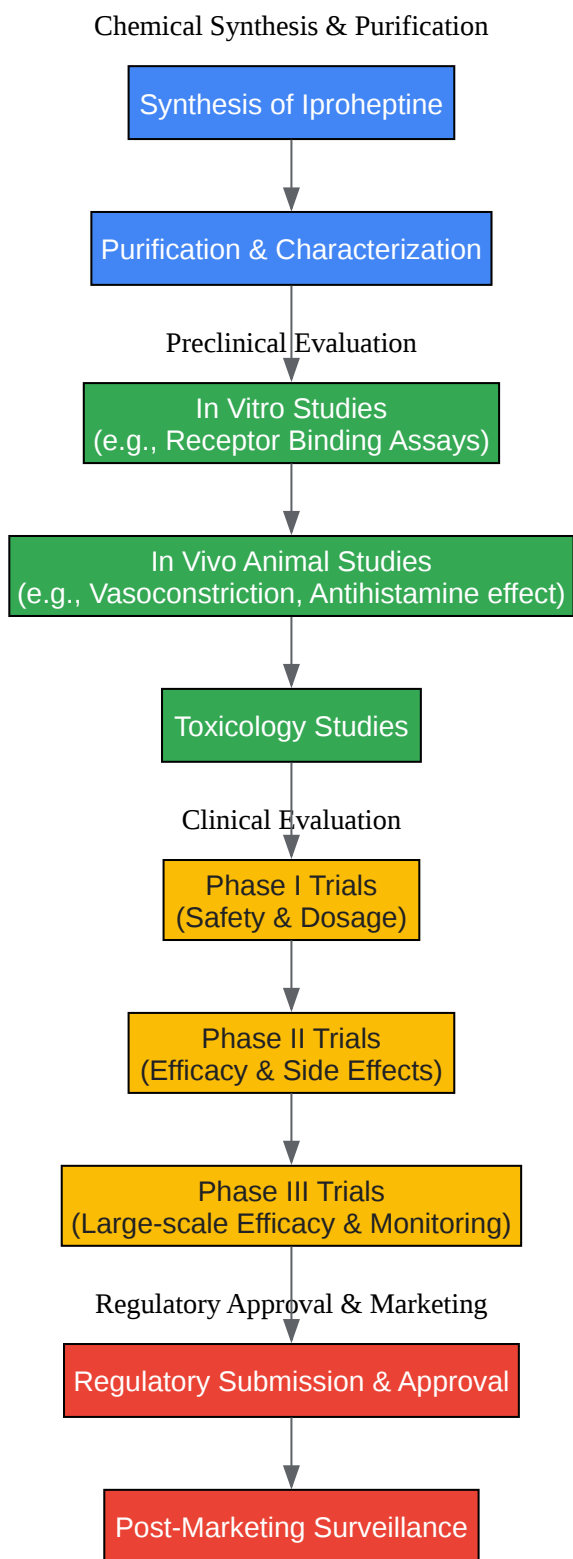 Chemical Synthesis & Purification
Synthesis of Iproheptine
Purification & Characterization
Preclinical Evaluation
In Vitro Studies
(e.g., Receptor Binding Assays)
In Vivo Animal Studies
(e.g., Vasoconstriction, Antihistamine effect)
Toxicology Studies
Clinical Evaluation
Phase I Trials
(Safety & Dosage)
Phase II Trials
(Efficacy & Side Effects)
Phase III Trials
(Large-scale Efficacy & Monitoring)
Regulatory Approval & Marketing
Regulatory Submission & Approval
Post-Marketing Surveillance